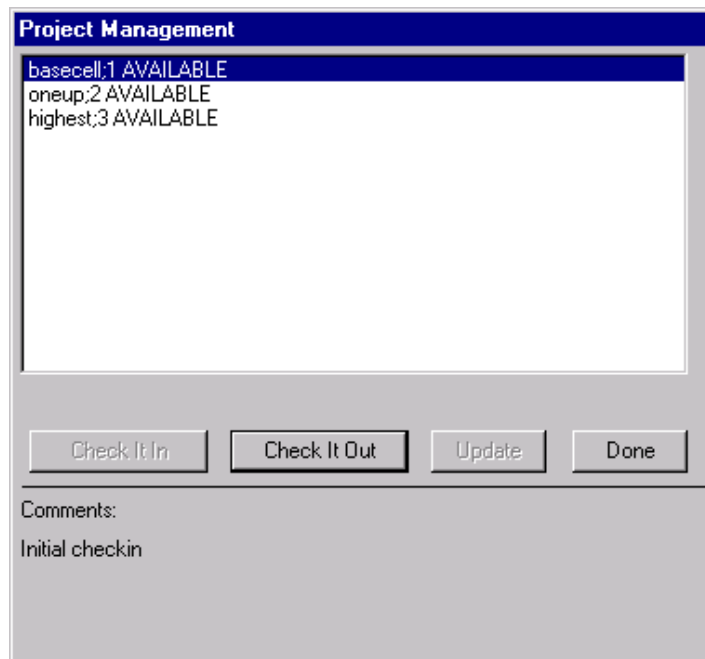 Project Management
basecell;1 AVAILABLE
oneup;2 AVAILABLE
highest;3 AVAILABLE
Check It In Check It Out Update Done
Comments:
Initial checkin